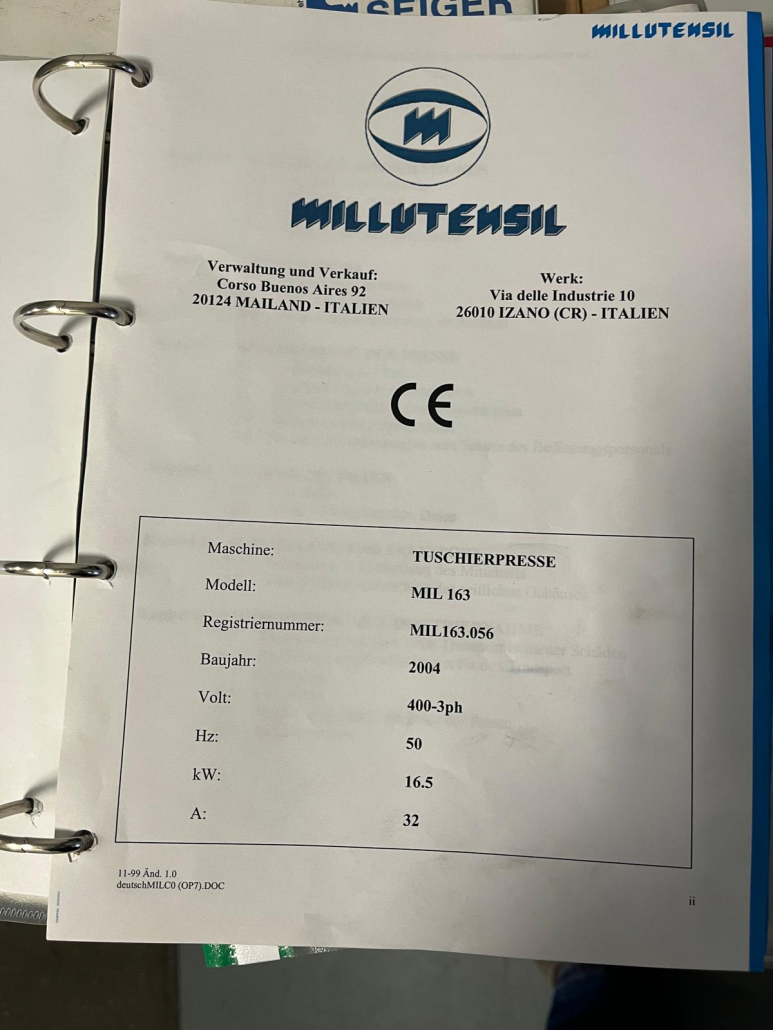 SEIGER
MILLUTENSIL
MILLUTENSIL
Verwaltung und Verkauf:
Corso Buenos Aires 92
20124 MAILAND - ITALIEN
Werk:
Via delle Industrie 10
26010 IZANO (CR) - ITALIEN
CE
Maschine: TUSCHIERPRESSE
Modell: MIL 163
Registriernummer: MIL163.056
Baujahr: 2004
Volt: 400-3ph
Hz: 50
kW: 16.5
A: 32
11-99 Änd. 1.0
deutschMILC0 (OP7).DOC
ii